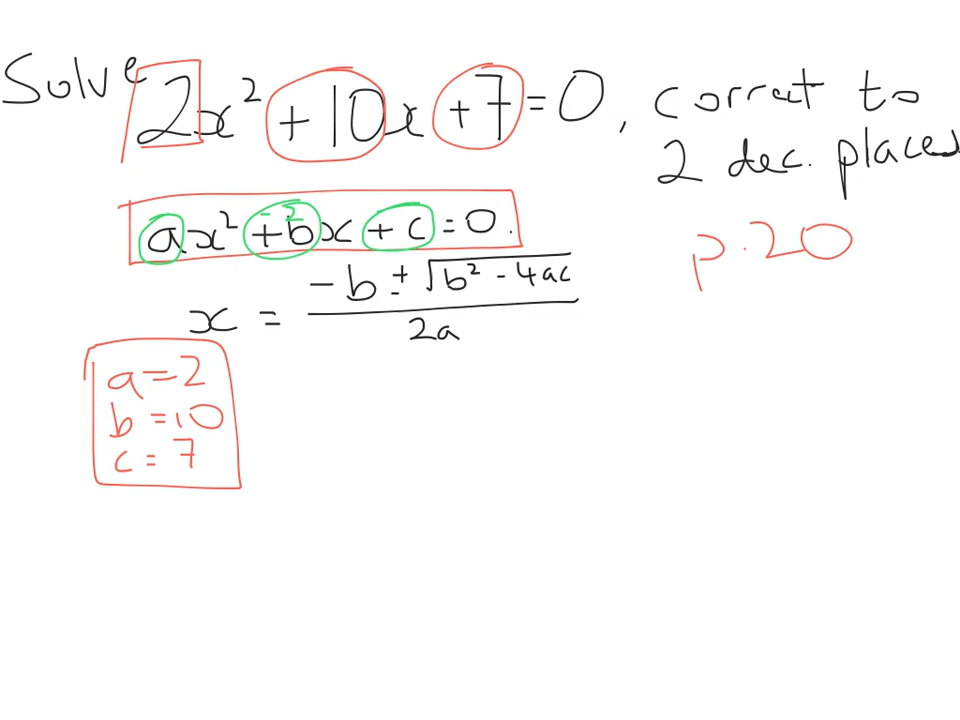 Solve 2x² + 10x + 7 = 0, correct to
2 dec. places
ax² + bx + c = 0.
p.20
x = (-b ± √(b² - 4ac)) / 2a
a = 2
b = 10
c = 7